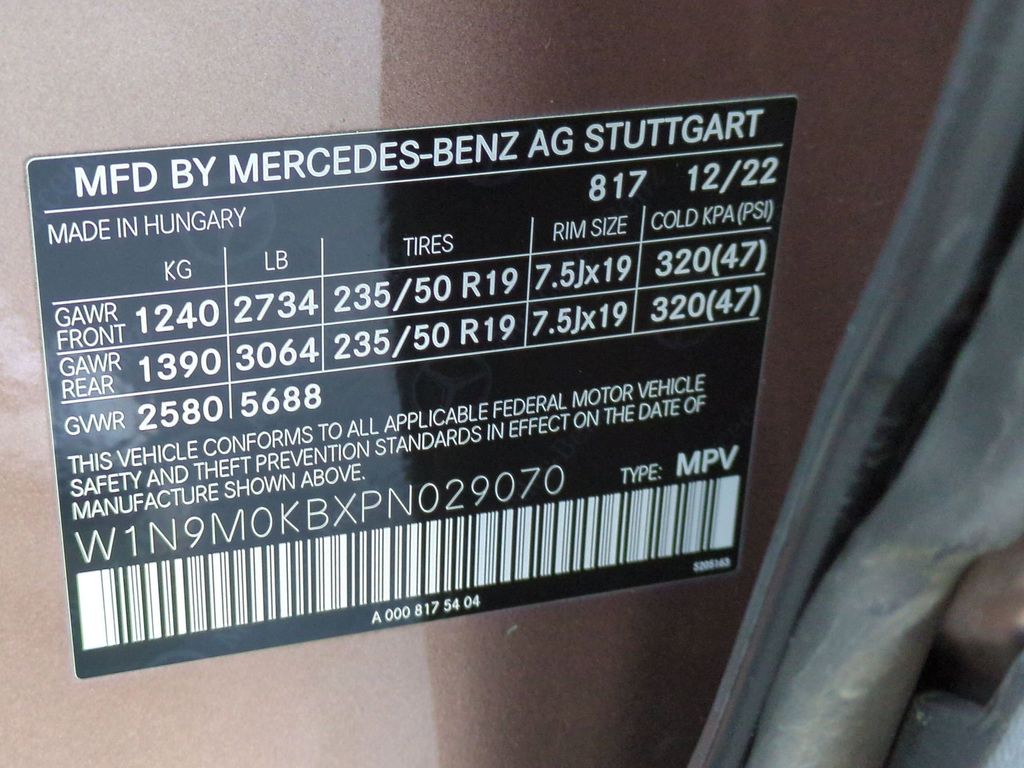 MFD BY MERCEDES-BENZ AG STUTTGART
817 12/22
MADE IN HUNGARY
KG LB TIRES RIM SIZE COLD KPA (PSI)
GAWR FRONT 1240 2734 235/50 R19 7.5Jx19 320(47)
GAWR REAR 1390 3064 235/50 R19 7.5Jx19 320(47)
GVWR 2580 5688
THIS VEHICLE CONFORMS TO ALL APPLICABLE FEDERAL MOTOR VEHICLE
SAFETY AND THEFT PREVENTION STANDARDS IN EFFECT ON THE DATE OF
MANUFACTURE SHOWN ABOVE.
W1N9M0KBXPN029070 TYPE: MPV
S205163
A 000 817 54 04